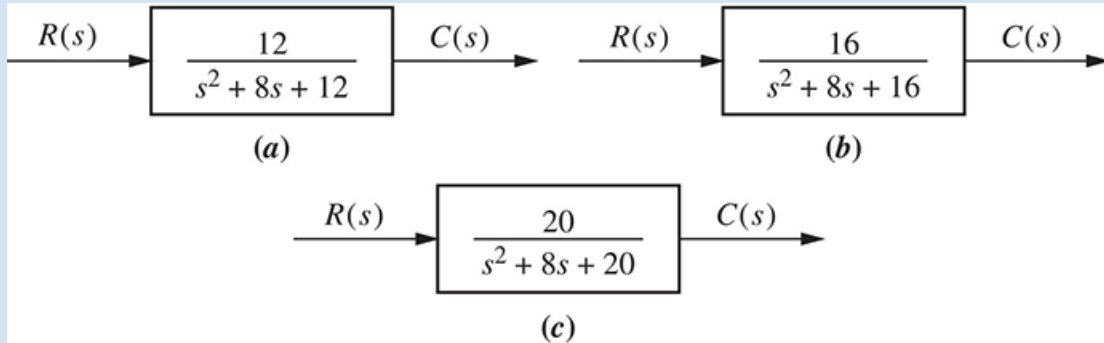 R(s) 12 C(s) R(s) 16 C(s)
s² + 8s + 12 s² + 8s + 16
(a) (b)
R(s) 20 C(s)
s² + 8s + 20
(c)